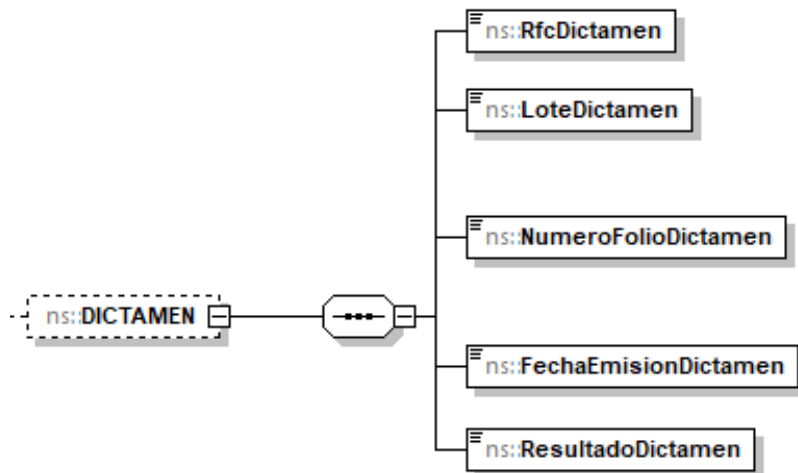 ns::RfcDictamen
ns::LoteDictamen
ns::NumeroFolioDictamen
ns::DICTAMEN
ns::FechaEmisionDictamen
ns::ResultadoDictamen